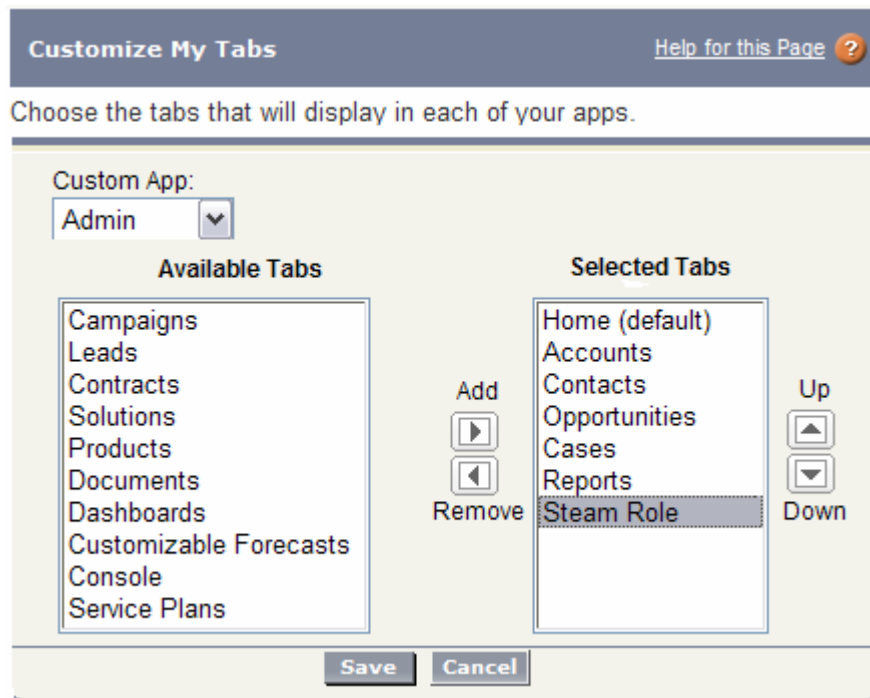 Customize My Tabs
Help for this Page ?
Choose the tabs that will display in each of your apps.
Custom App:
Admin
Available Tabs
Campaigns
Leads
Contracts
Solutions
Products
Documents
Dashboards
Customizable Forecasts
Console
Service Plans
Add
Remove
Selected Tabs
Home (default)
Accounts
Contacts
Opportunities
Cases
Reports
Steam Role
Up
Down
Save
Cancel